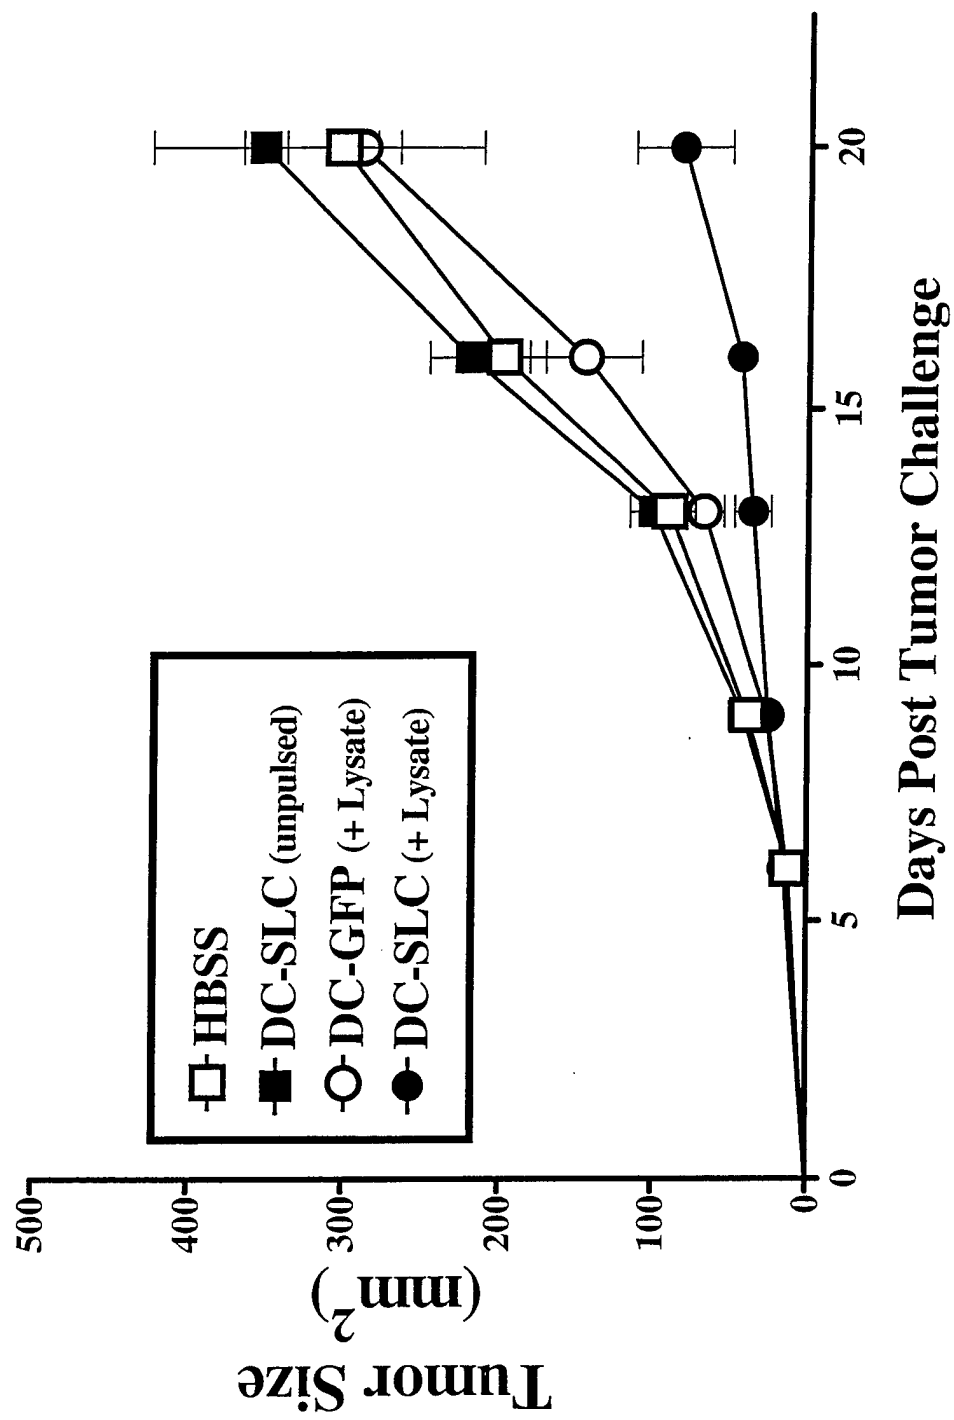 Tumor Size
(mm²)
500
400
300
200
100
0
HBSS
DC-SLC (unpulsed)
DC-GFP (+ Lysate)
DC-SLC (+ Lysate)
0
5
10
15
20
Days Post Tumor Challenge